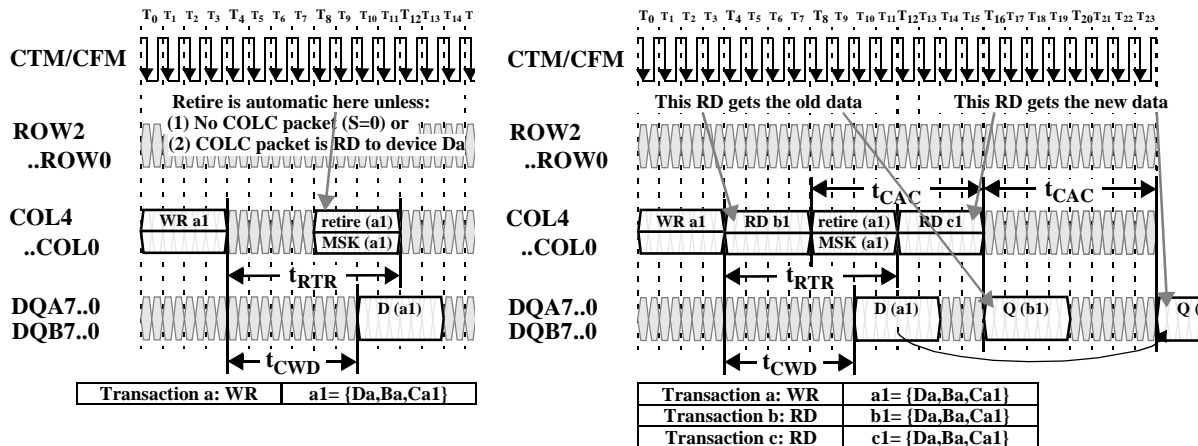 T0 T1 T2 T3 T4 T5 T6 T7 T8 T9 T10 T11 T12 T13 T14
CTM/CFM
Retire is automatic here unless:
(1) No COLC packet (S=0) or
(2) COLC packet is RD to device Da
ROW2
..ROW0
COL4
..COL0
WR a1
retire (a1)
MSK (a1)
tRTR
DQA7..0
DQB7..0
D (a1)
tCWD
Transaction a: WR a1= {Da,Ba,Ca1}
T0 T1 T2 T3 T4 T5 T6 T7 T8 T9 T10 T11 T12 T13 T14 T15 T16 T17 T18 T19 T20 T21 T22 T23
CTM/CFM
This RD gets the old data
This RD gets the new data
ROW2
..ROW0
tCAC
tCAC
COL4
..COL0
WR a1
RD b1
retire (a1)
MSK (a1)
RD c1
tRTR
DQA7..0
DQB7..0
D (a1)
Q (b1)
Q (
tCWD
Transaction a: WR a1= {Da,Ba,Ca1}
Transaction b: RD b1= {Da,Ba,Ca1}
Transaction c: RD c1= {Da,Ba,Ca1}